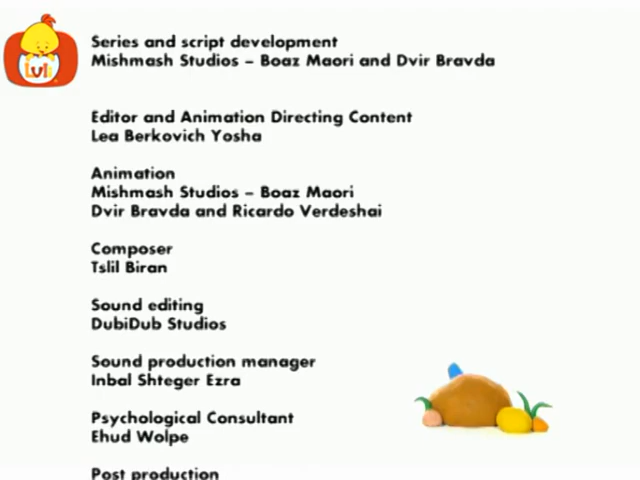 luli
Series and script development
Mishmash Studios – Boaz Maori and Dvir Bravda
Editor and Animation Directing Content
Lea Berkovich Yosha
Animation
Mishmash Studios – Boaz Maori
Dvir Bravda and Ricardo Verdeshai
Composer
Tslil Biran
Sound editing
DubiDub Studios
Sound production manager
Inbal Shteger Ezra
Psychological Consultant
Ehud Wolpe
Post production